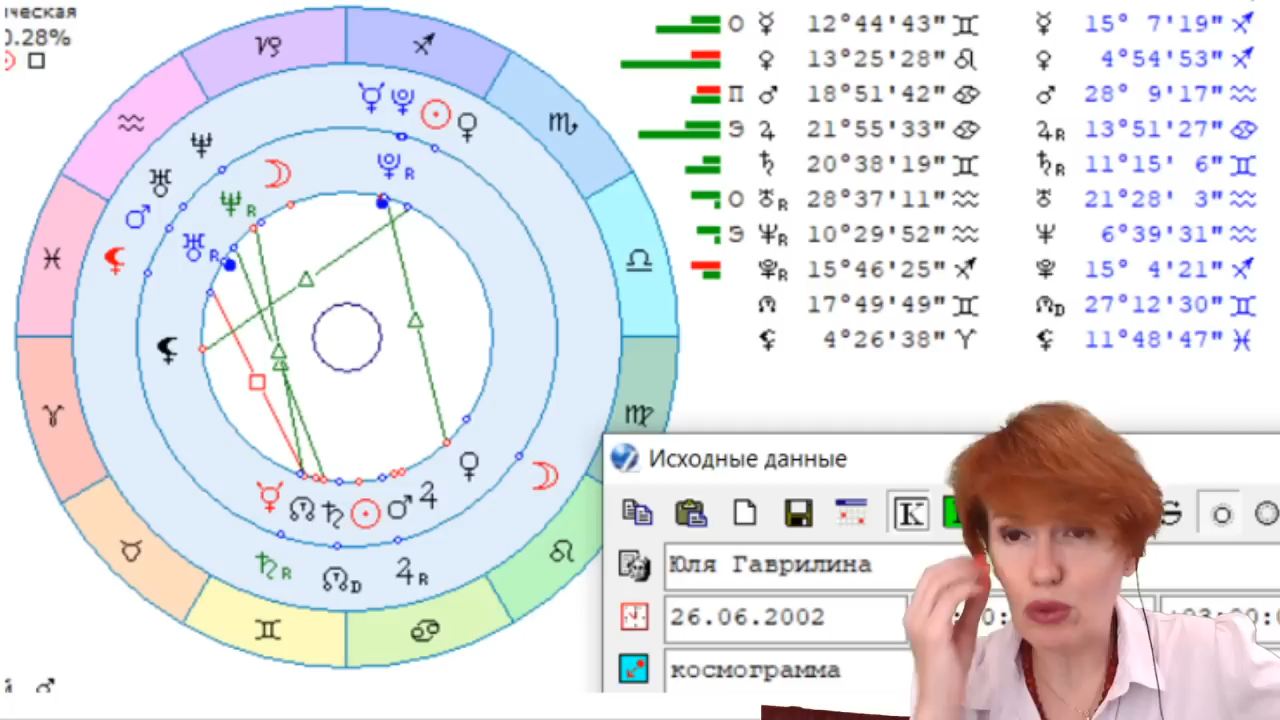 ическая
0.28%
О ☿ 12°44'43" ♊ ☿ 15° 7'19" ♐
♀ 13°25'28" ♌ ♀ 4°54'53" ♐
П ♂ 18°51'42" ♋ ♂ 28° 9'17" ♒
Э ♃ 21°55'33" ♋ ♃R 13°51'27" ♋
♄ 20°38'19" ♊ ♄R 11°15' 6" ♊
О ♅R 28°37'11" ♒ ♅ 21°28' 3" ♒
Э ♆R 10°29'52" ♒ ♆ 6°39'31" ♒
R 15°46'25" ♐ 15° 4'21" ♐
☊ 17°49'49" ♊ ☊D 27°12'30" ♊
⚸ 4°26'38" ♈ ⚸ 11°48'47" ♓
R
R
R
R
D
R
Исходные данные
K
S
Юля Гаврилина
26.06.2002
космограмма